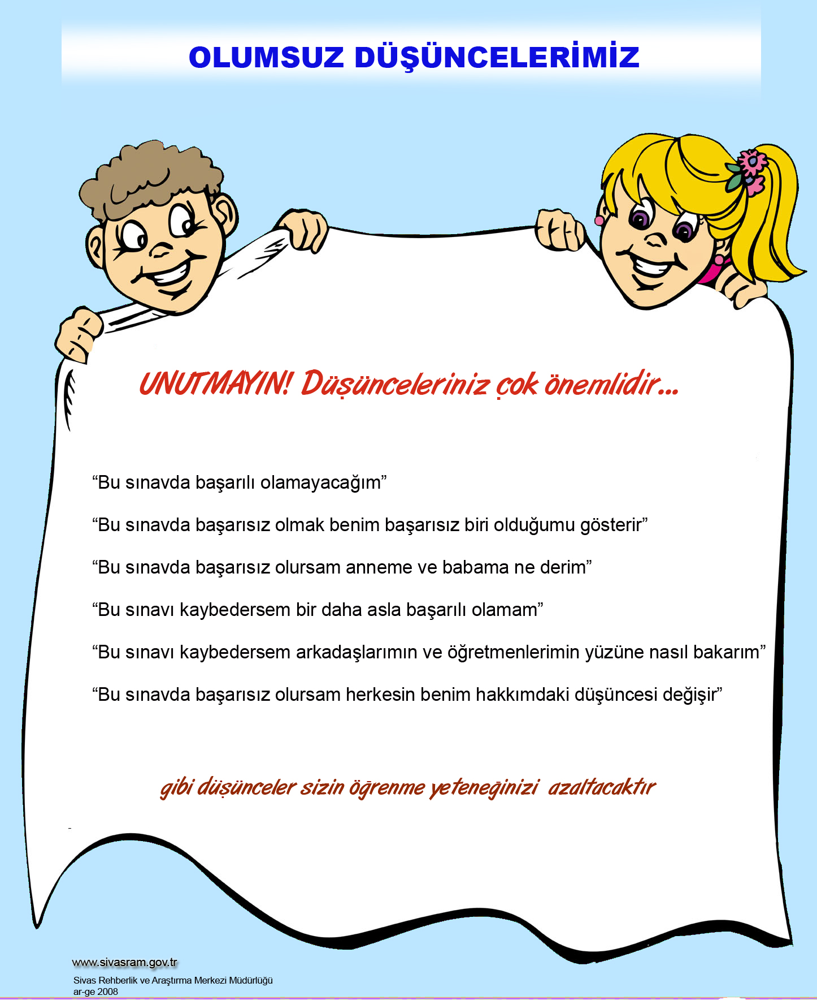 OLUMSUZ DÜŞÜNCELERİMİZ
UNUTMAYIN! Düşünceleriniz çok önemlidir...
“Bu sınavda başarılı olamayacağım”
“Bu sınavda başarısız olmak benim başarısız biri olduğumu gösterir”
“Bu sınavda başarısız olursam anneme ve babama ne derim”
“Bu sınavı kaybedersem bir daha asla başarılı olamam”
“Bu sınavı kaybedersem arkadaşlarımın ve öğretmenlerimin yüzüne nasıl bakarım”
“Bu sınavda başarısız olursam herkesin benim hakkımdaki düşüncesi değişir”
gibi düşünceler sizin öğrenme yeteneğinizi azaltacaktır
-
www.sivasram.gov.tr
Sivas Rehberlik ve Araştırma Merkezi Müdürlüğü
ar-ge 2008